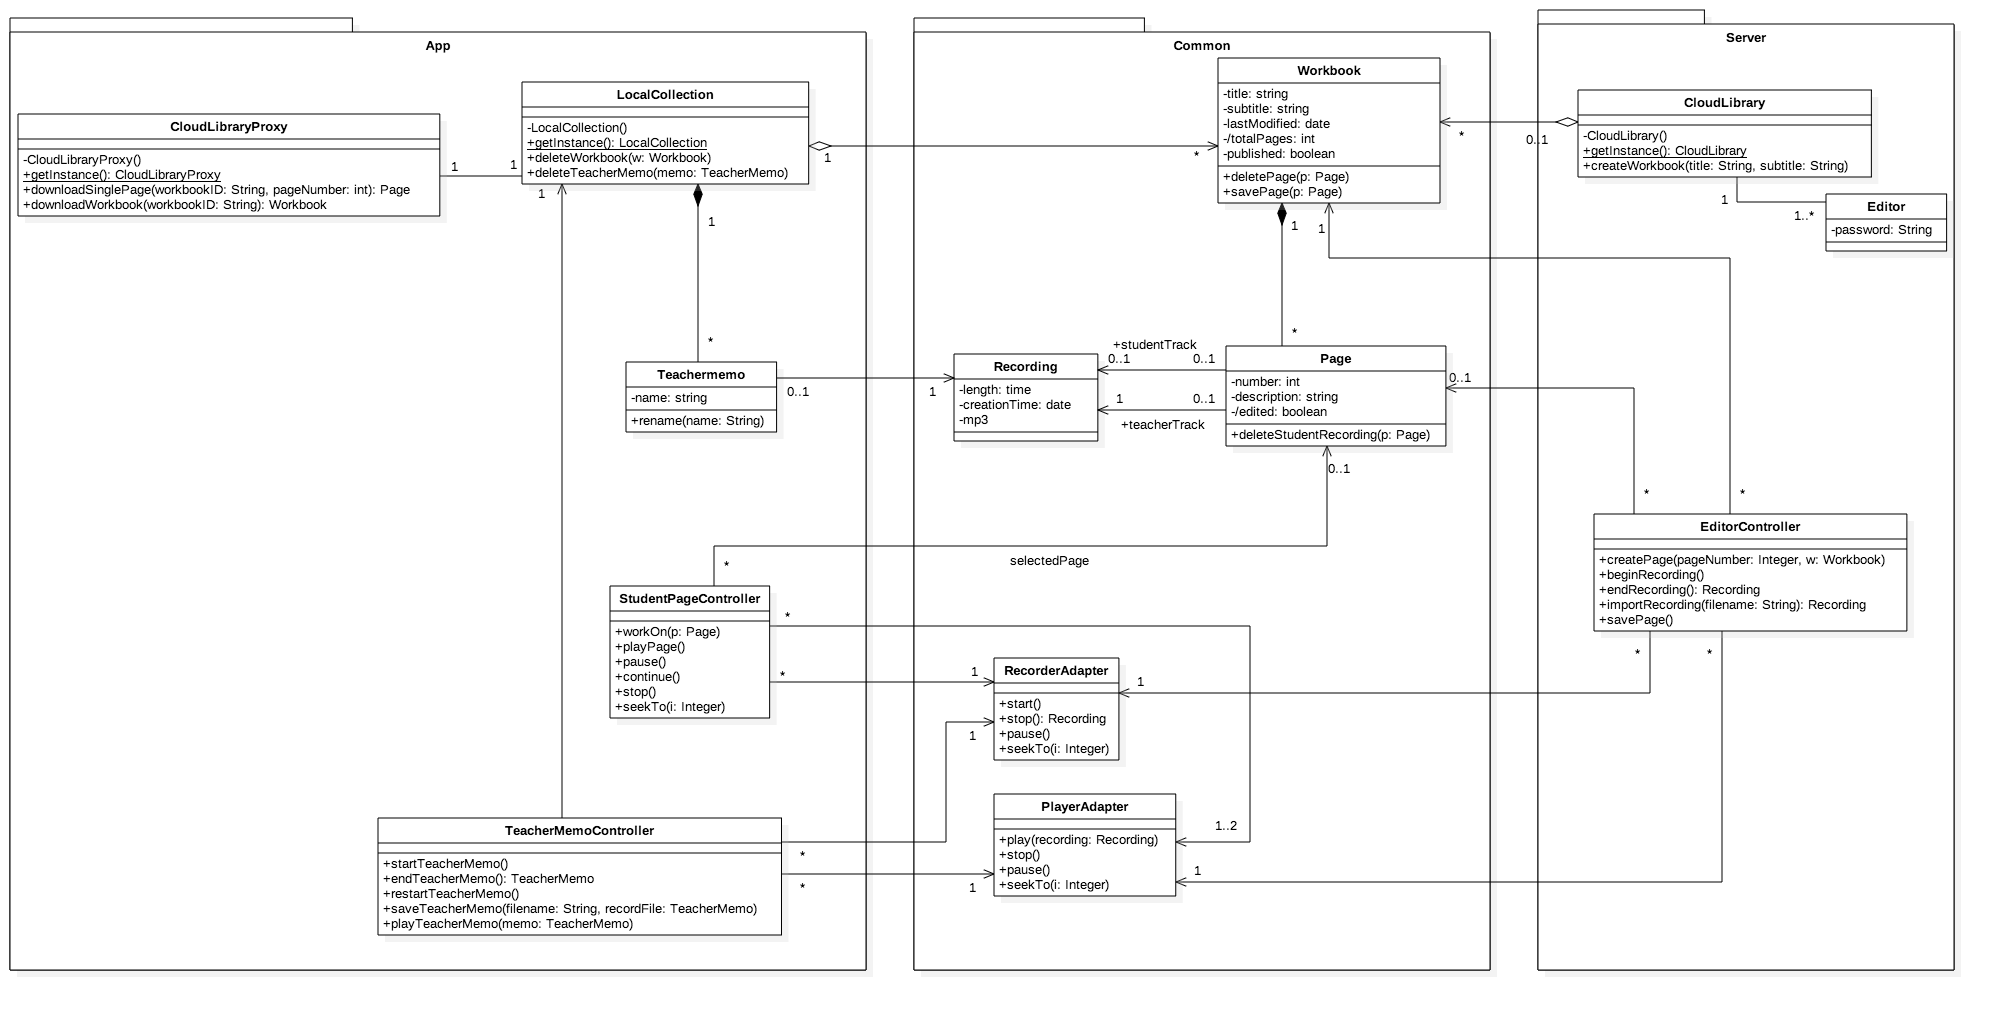 App
CloudLibraryProxy
-CloudLibraryProxy()
+getInstance(): CloudLibraryProxy
+downloadSinglePage(workbookID: String, pageNumber: int): Page
+downloadWorkbook(workbookID: String): Workbook
1
1
LocalCollection
-LocalCollection()
+getInstance(): LocalCollection
+deleteWorkbook(w: Workbook)
+deleteTeacherMemo(memo: TeacherMemo)
1
*
1
1
*
Teachermemo
-name: string
+rename(name: String)
0..1
1
StudentPageController
+workOn(p: Page)
+playPage()
+pause()
+continue()
+stop()
+seekTo(i: Integer)
*
*
*
TeacherMemoController
+startTeacherMemo()
+endTeacherMemo(): TeacherMemo
+restartTeacherMemo()
+saveTeacherMemo(filename: String, recordFile: TeacherMemo)
+playTeacherMemo(memo: TeacherMemo)
*
*
Common
Workbook
-title: string
-subtitle: string
-lastModified: date
-/totalPages: int
-published: boolean
+deletePage(p: Page)
+savePage(p: Page)
*
0..1
1
1
*
Recording
-length: time
-creationTime: date
-mp3
+studentTrack
0..1
0..1
1
0..1
+teacherTrack
Page
-number: int
-description: string
-/edited: boolean
+deleteStudentRecording(p: Page)
0..1
0..1
selectedPage
RecorderAdapter
+start()
+stop(): Recording
+pause()
+seekTo(i: Integer)
1
1
1
PlayerAdapter
+play(recording: Recording)
+stop()
+pause()
+seekTo(i: Integer)
1..2
1
1
Server
CloudLibrary
-CloudLibrary()
+getInstance(): CloudLibrary
+createWorkbook(title: String, subtitle: String)
1
1..*
Editor
-password: String
*
*
EditorController
+createPage(pageNumber: Integer, w: Workbook)
+beginRecording()
+endRecording(): Recording
+importRecording(filename: String): Recording
+savePage()
*
*